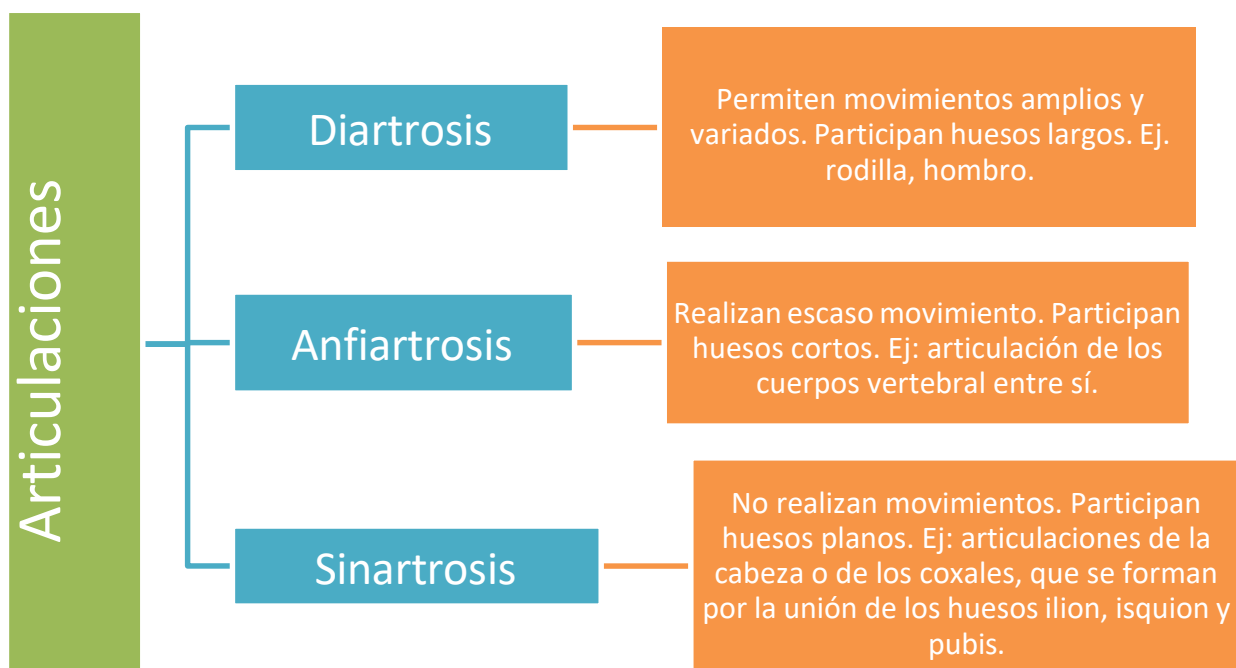 Articulaciones
Diartrosis
Permiten movimientos amplios y
variados. Participan huesos largos. Ej.
rodilla, hombro.
Anfiartrosis
Realizan escaso movimiento. Participan
huesos cortos. Ej: articulación de los
cuerpos vertebral entre sí.
Sinartrosis
No realizan movimientos. Participan
huesos planos. Ej: articulaciones de la
cabeza o de los coxales, que se forman
por la unión de los huesos ilion, isquion y
pubis.